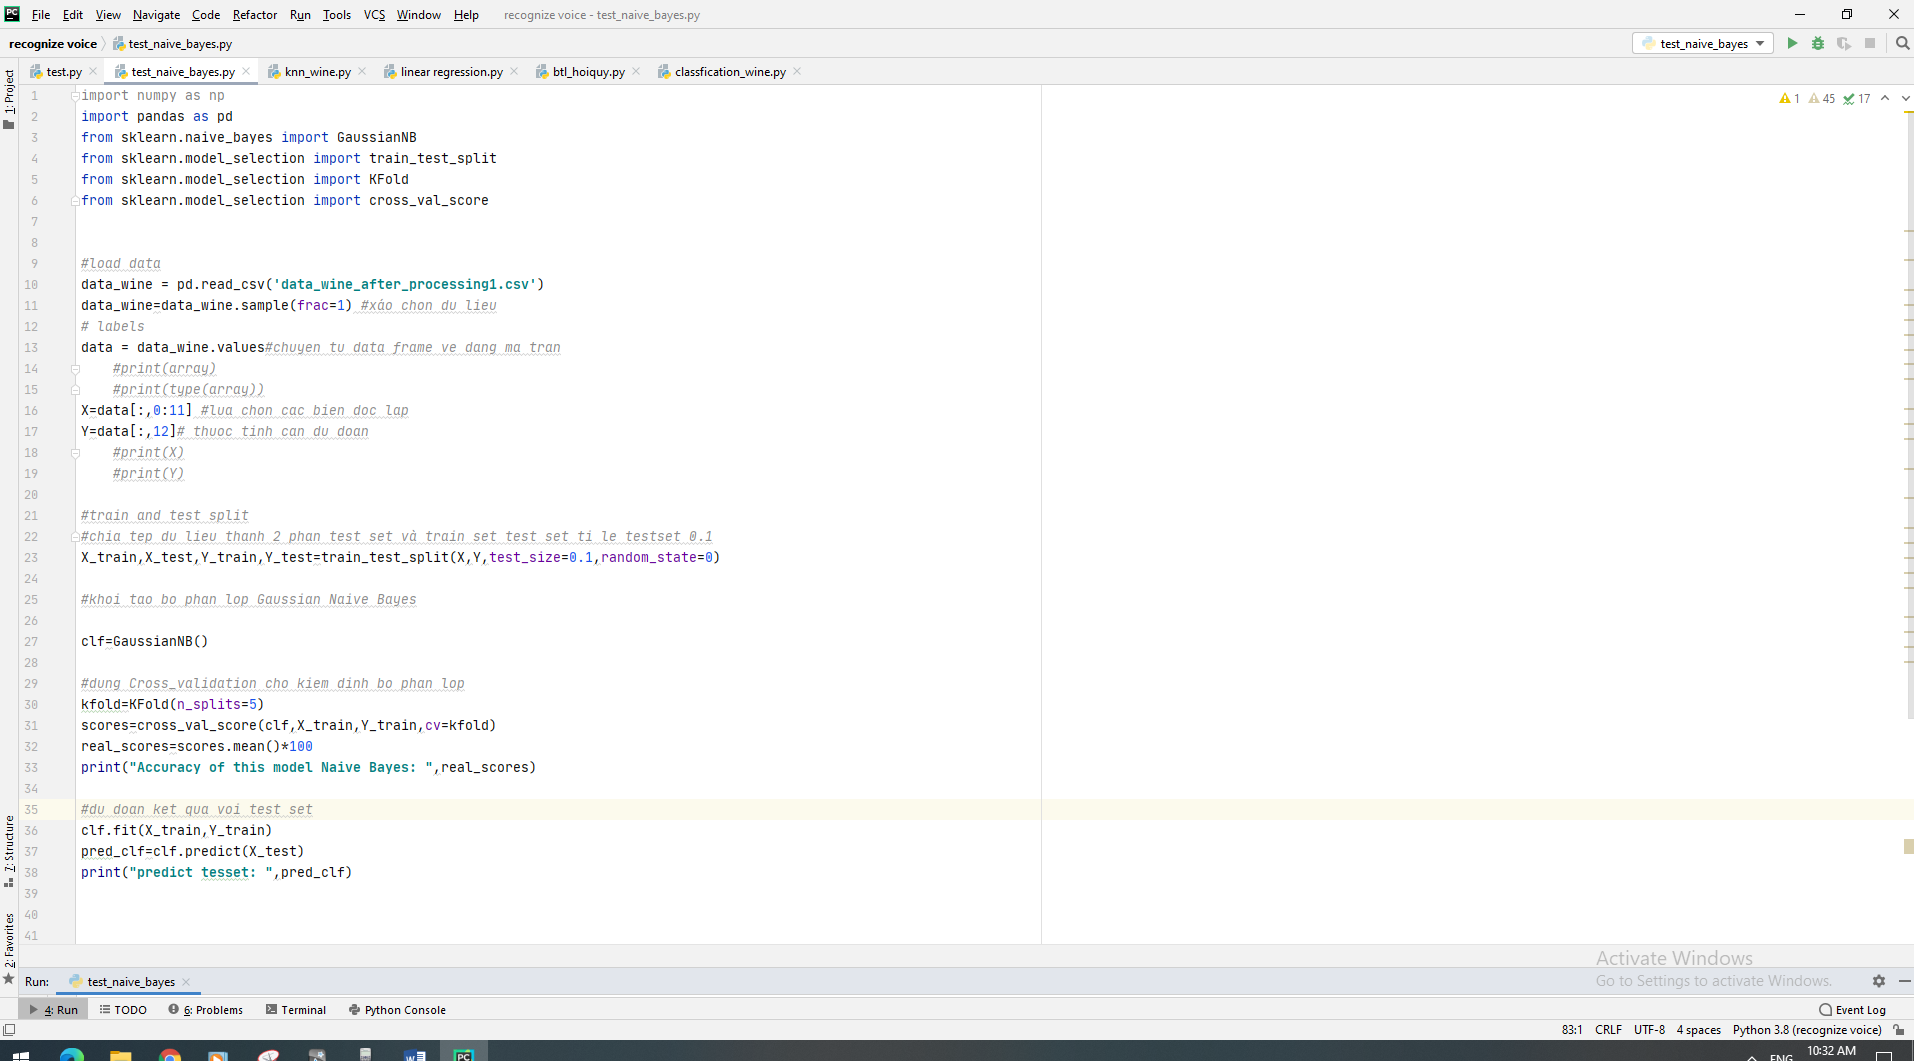 File Edit View Navigate Code Refactor Run Tools VCS Window Help recognize voice - test_naive_bayes.py
recognize voice test_naive_bayes.py test_naive_bayes
test.py test_naive_bayes.py knn_wine.py linear regression.py btl_hoiquy.py classfication_wine.py
1: Project
1 45 17
1 import numpy as np
2 import pandas as pd
3 from sklearn.naive_bayes import GaussianNB
4 from sklearn.model_selection import train_test_split
5 from sklearn.model_selection import KFold
6 from sklearn.model_selection import cross_val_score
7
8
9 #load data
10 data_wine = pd.read_csv('data_wine_after_processing1.csv')
11 data_wine=data_wine.sample(frac=1) #xáo chon du lieu
12 # labels
13 data = data_wine.values#chuyen tu data frame ve dang ma tran
14 #print(array)
15 #print(type(array))
16 X=data[:,0:11] #lua chon cac bien doc lap
17 Y=data[:,12]# thuoc tinh can du doan
18 #print(X)
19 #print(Y)
20
21 #train and test split
22 #chia tep du lieu thanh 2 phan test set và train set test set ti le testset 0.1
23 X_train,X_test,Y_train,Y_test=train_test_split(X,Y,test_size=0.1,random_state=0)
24
25 #khoi tao bo phan lop Gaussian Naive Bayes
26
27 clf=GaussianNB()
28
29 #dung Cross_validation cho kiem dinh bo phan lop
30 kfold=KFold(n_splits=5)
31 scores=cross_val_score(clf,X_train,Y_train,cv=kfold)
32 real_scores=scores.mean()*100
33 print("Accuracy of this model Naive Bayes: ",real_scores)
34
35 #du doan ket qua voi test set
36 clf.fit(X_train,Y_train)
37 pred_clf=clf.predict(X_test)
38 print("predict tesset: ",pred_clf)
39
40
41
7: Structure
2: Favorites
Activate Windows
Go to Settings to activate Windows.
Run: test_naive_bayes
4: Run TODO 6: Problems Terminal Python Console Event Log
83:1 CRLF UTF-8 4 spaces Python 3.8 (recognize voice)
ENG 10:32 AM